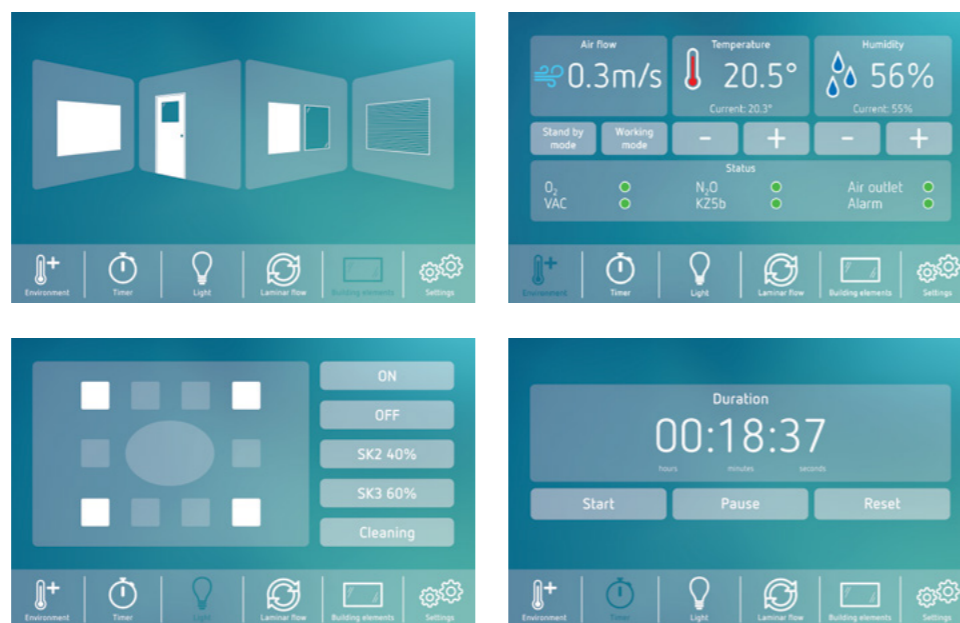 Environment Timer Light Laminar flow Building elements Settings
Air flow Temperature Humidity
0.3m/s 20.5° 56%
Current: 20.3° Current: 55%
Stand by mode Working mode - + - +
Status
O₂ N₂O Air outlet
VAC KZ5b Alarm
Environment Timer Light Laminar flow Building elements Settings
ON
OFF
SK2 40%
SK3 60%
Cleaning
Environment Timer Light Laminar flow Building elements Settings
Duration
00:18:37
hours minutes seconds
Start Pause Reset
Environment Timer Light Laminar flow Building elements Settings